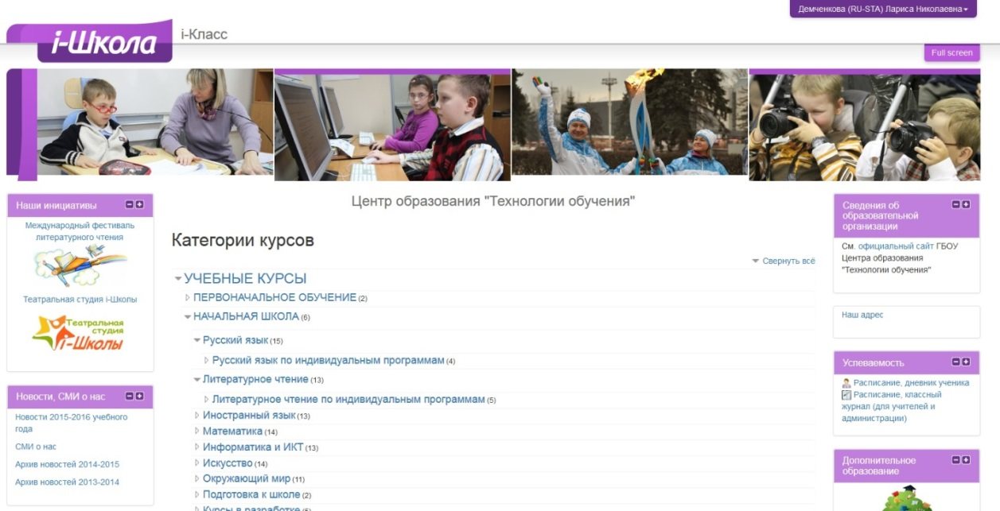 Демченкова (RU-STA) Лариса Николаевна
i-Школа
i-Класс
Full screen
Наши инициативы
Международный фестиваль
литературного чтения
Театральная студия i-Школы
Театральная
студия
i-Школы
Новости, СМИ о нас
Новости 2015-2016 учебного
года
СМИ о нас
Архив новостей 2014-2015
Архив новостей 2013-2014
Центр образования "Технологии обучения"
Категории курсов
Свернуть всё
УЧЕБНЫЕ КУРСЫ
ПЕРВОНАЧАЛЬНОЕ ОБУЧЕНИЕ (2)
НАЧАЛЬНАЯ ШКОЛА (6)
Русский язык (15)
Русский язык по индивидуальным программам (4)
Литературное чтение (13)
Литературное чтение по индивидуальным программам (5)
Иностранный язык (13)
Математика (14)
Информатика и ИКТ (13)
Искусство (14)
Окружающий мир (11)
Подготовка к школе (2)
Курсы в разработке (5)
Сведения об
образовательной
организации
См. официальный сайт ГБОУ
Центра образования
"Технологии обучения"
Наш адрес
Успеваемость
Расписание, дневник ученика
Расписание, классный
журнал (для учителей и
администрации)
Дополнительное
образование